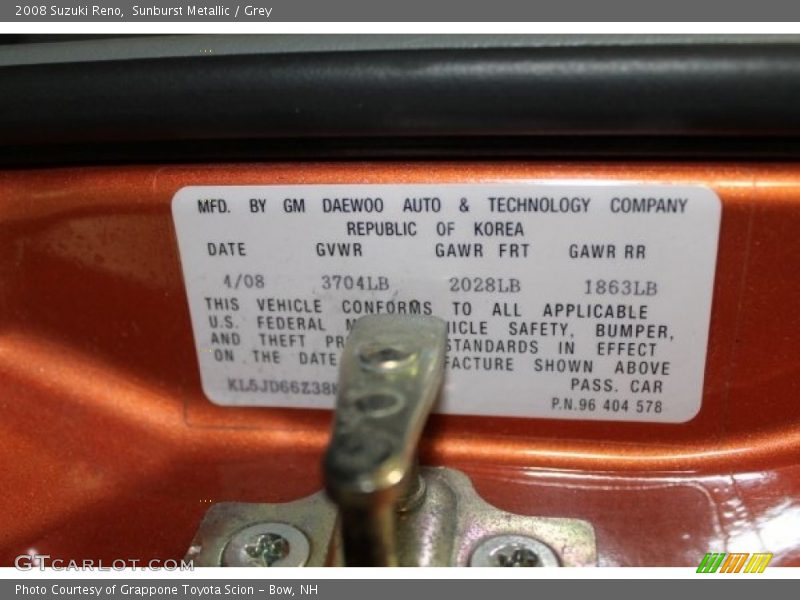 2008 Suzuki Reno, Sunburst Metallic / Grey
MFD. BY GM DAEWOO AUTO & TECHNOLOGY COMPANY
REPUBLIC OF KOREA
DATE GVWR GAWR FRT GAWR RR
4/08 3704LB 2028LB 1863LB
THIS VEHICLE CONFORMS TO ALL APPLICABLE
U.S. FEDERAL M HICLE SAFETY, BUMPER,
AND THEFT PR STANDARDS IN EFFECT
ON THE DATE FACTURE SHOWN ABOVE
KL5JD66Z38 PASS. CAR
P.N.96 404 578
GTCARLOT.COM
Photo Courtesy of Grappone Toyota Scion - Bow, NH